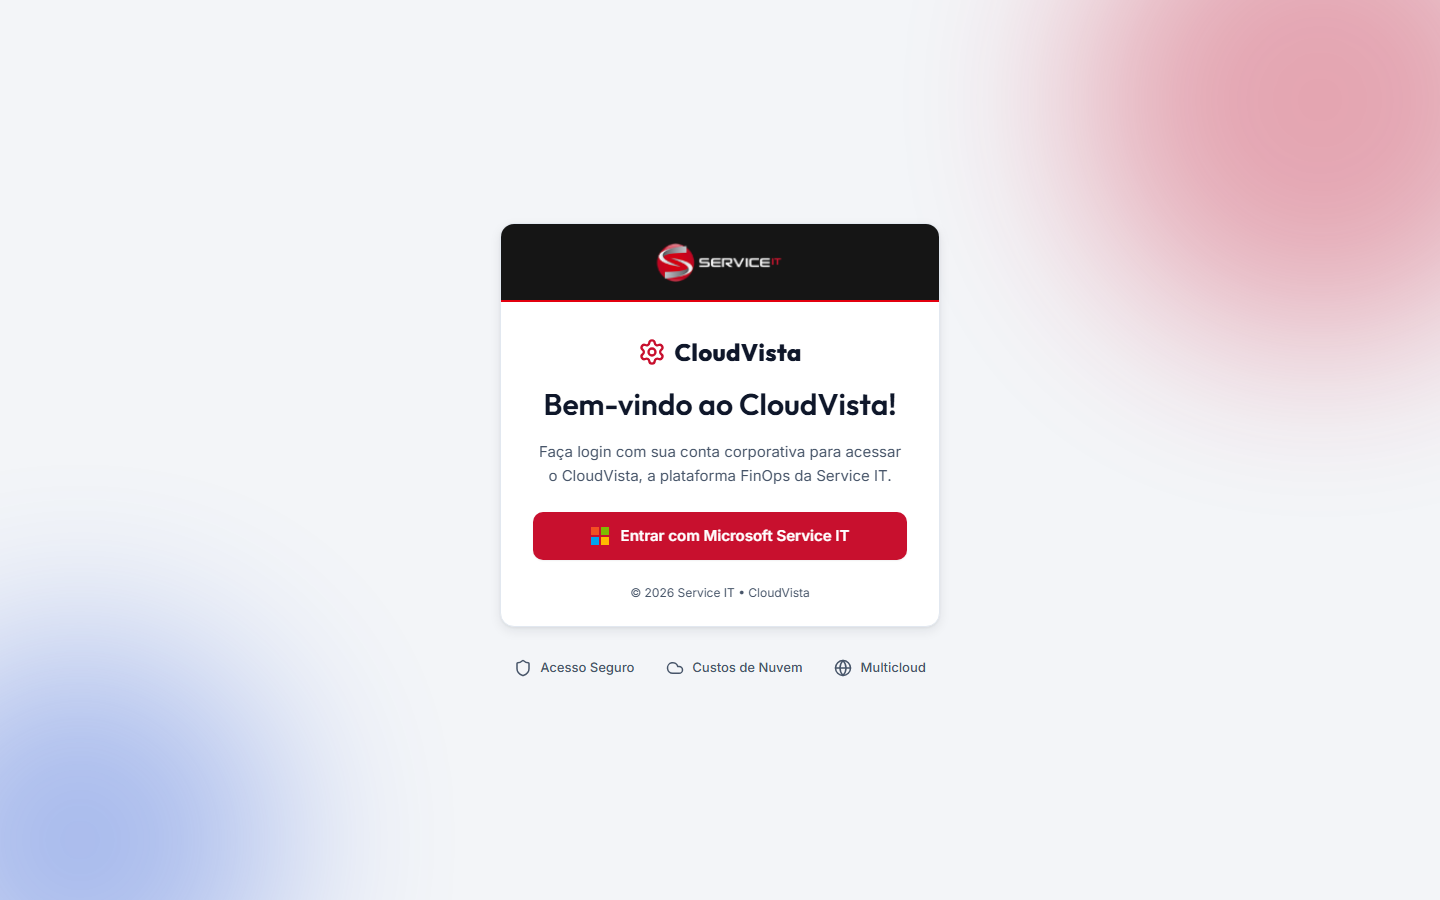 SERVICE IT
CloudVista
Bem-vindo ao CloudVista!
Faça login com sua conta corporativa para acessar
o CloudVista, a plataforma FinOps da Service IT.
Entrar com Microsoft Service IT
© 2026 Service IT • CloudVista
Acesso Seguro
Custos de Nuvem
Multicloud